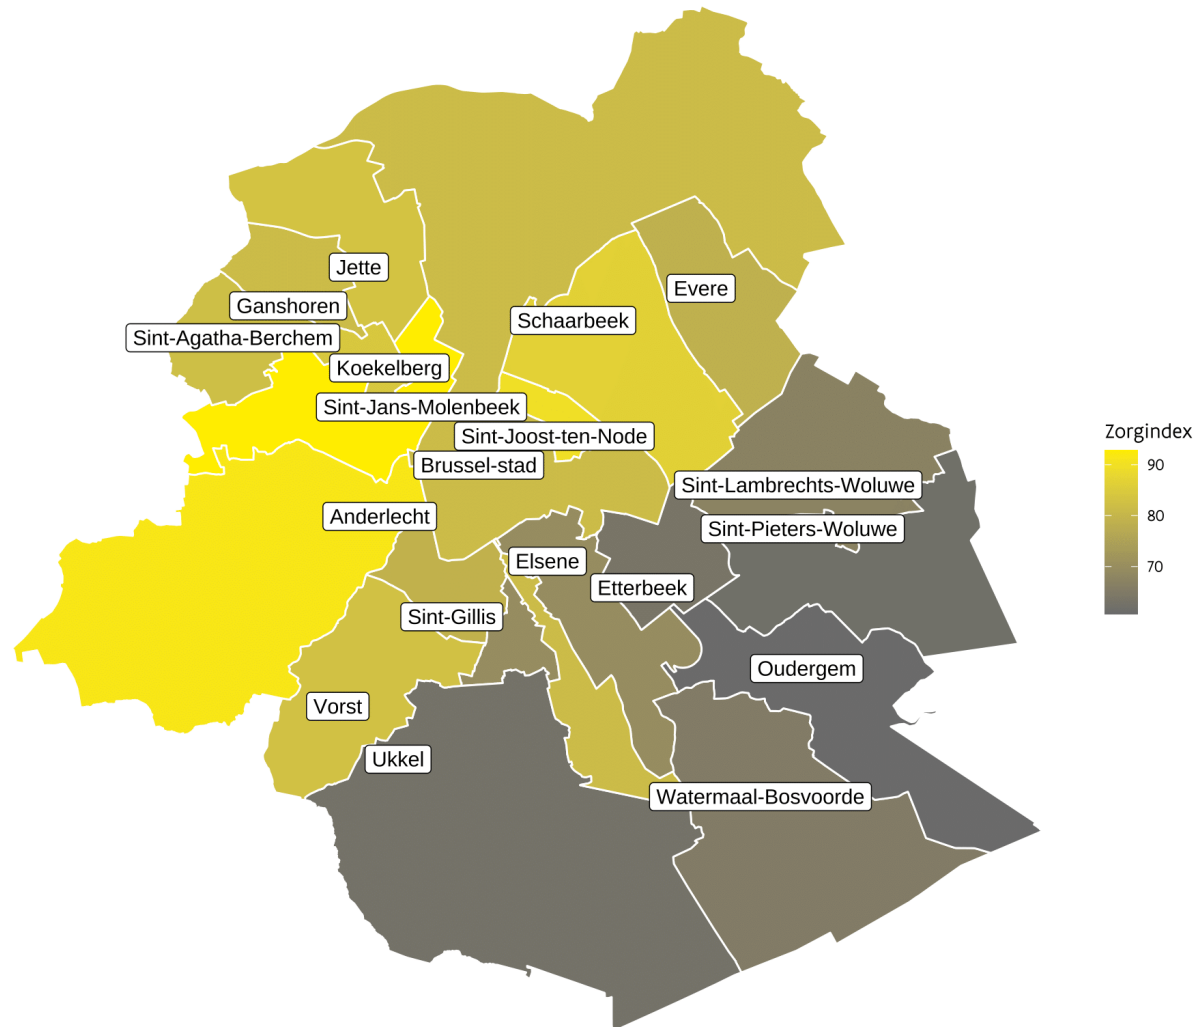 Jette
Evere
Ganshoren
Schaarbeek
Sint-Agatha-Berchem
Koekelberg
Sint-Jans-Molenbeek
Sint-Joost-ten-Node
Zorgindex
Brussel-stad
90
Sint-Lambrechts-Woluwe
Anderlecht
80
Sint-Pieters-Woluwe
Elsene
70
Etterbeek
Sint-Gillis
Oudergem
Vorst
Ukkel
Watermaal-Bosvoorde